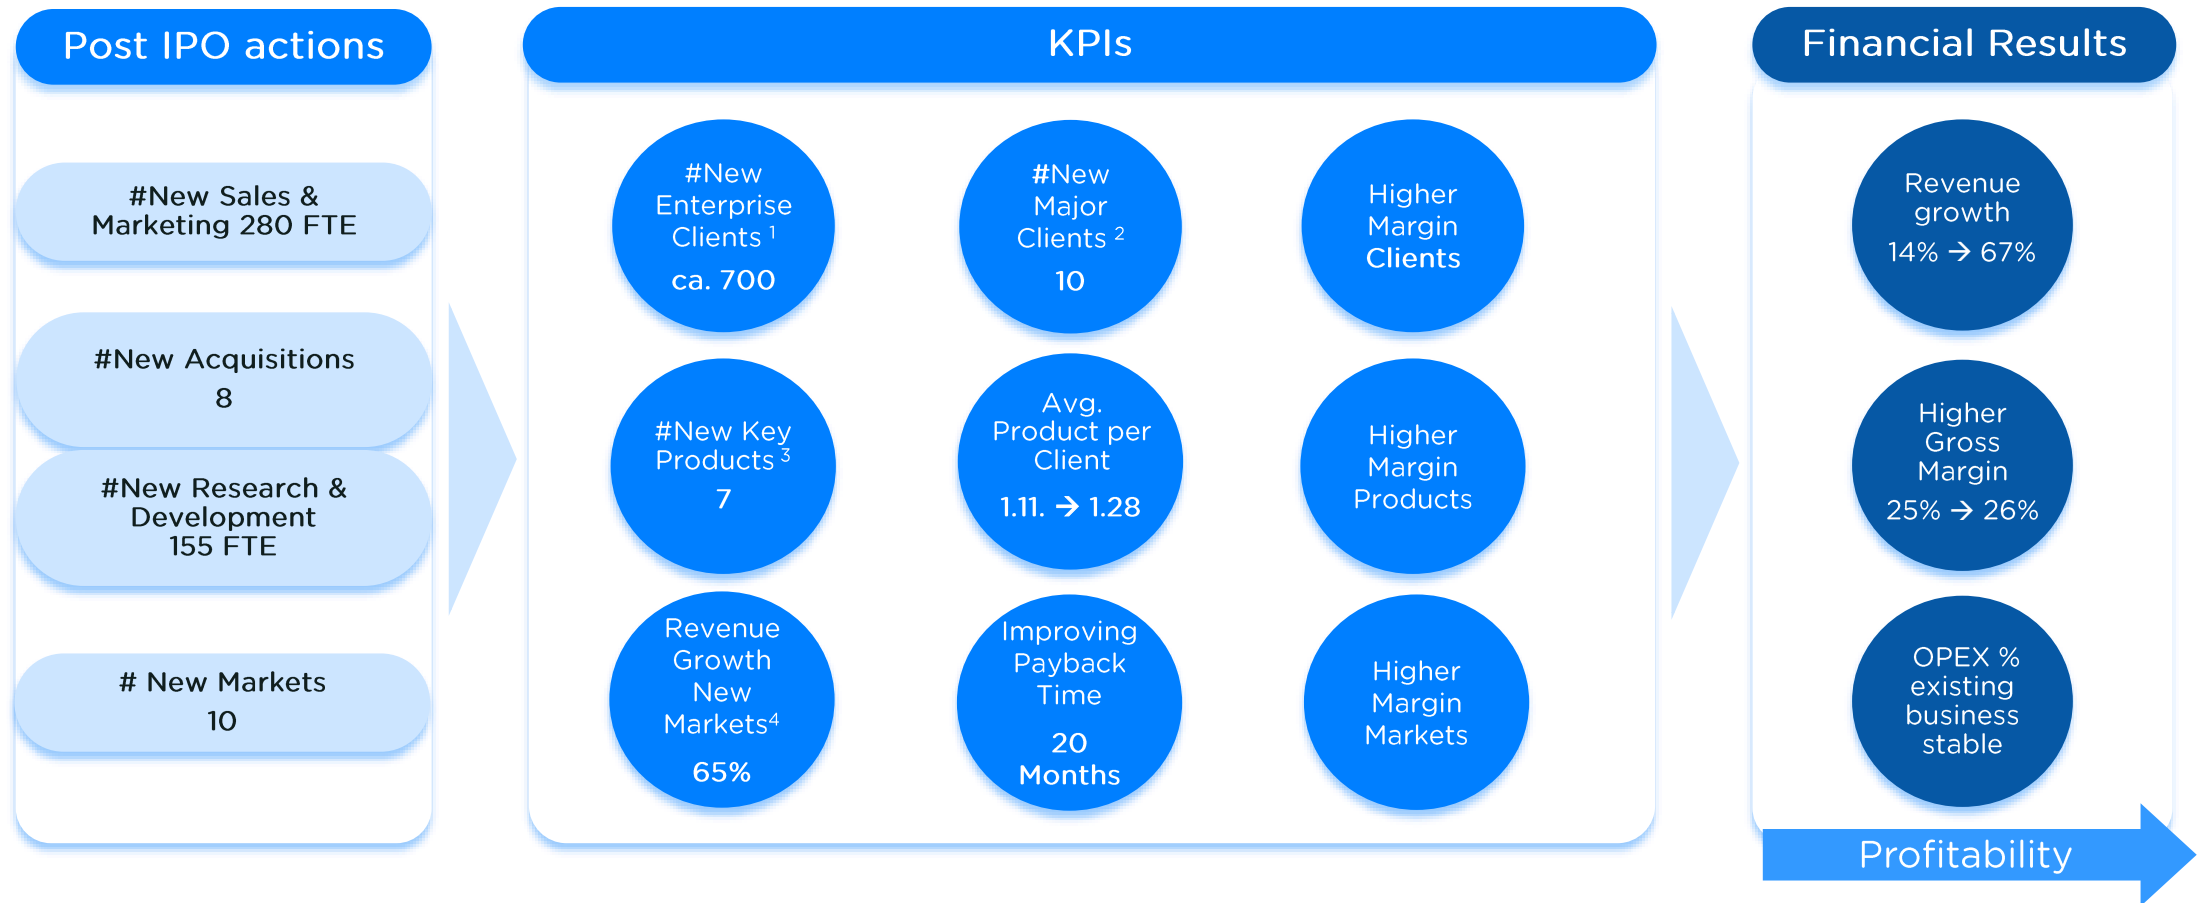 Post IPO actions
#New Sales &
Marketing 280 FTE
#New Acquisitions
8
#New Research &
Development
155 FTE
# New Markets
10
KPIs
#New
Enterprise
Clients 1
ca. 700
#New
Major
Clients 2
10
Higher
Margin
Clients
#New Key
Products 3
7
Avg.
Product per
Client
1.11. → 1.28
Higher
Margin
Products
Revenue
Growth
New
Markets4
65%
Improving
Payback
Time
20
Months
Higher
Margin
Markets
Financial Results
Revenue
growth
14% → 67%
Higher
Gross
Margin
25% → 26%
OPEX %
existing
business
stable
Profitability